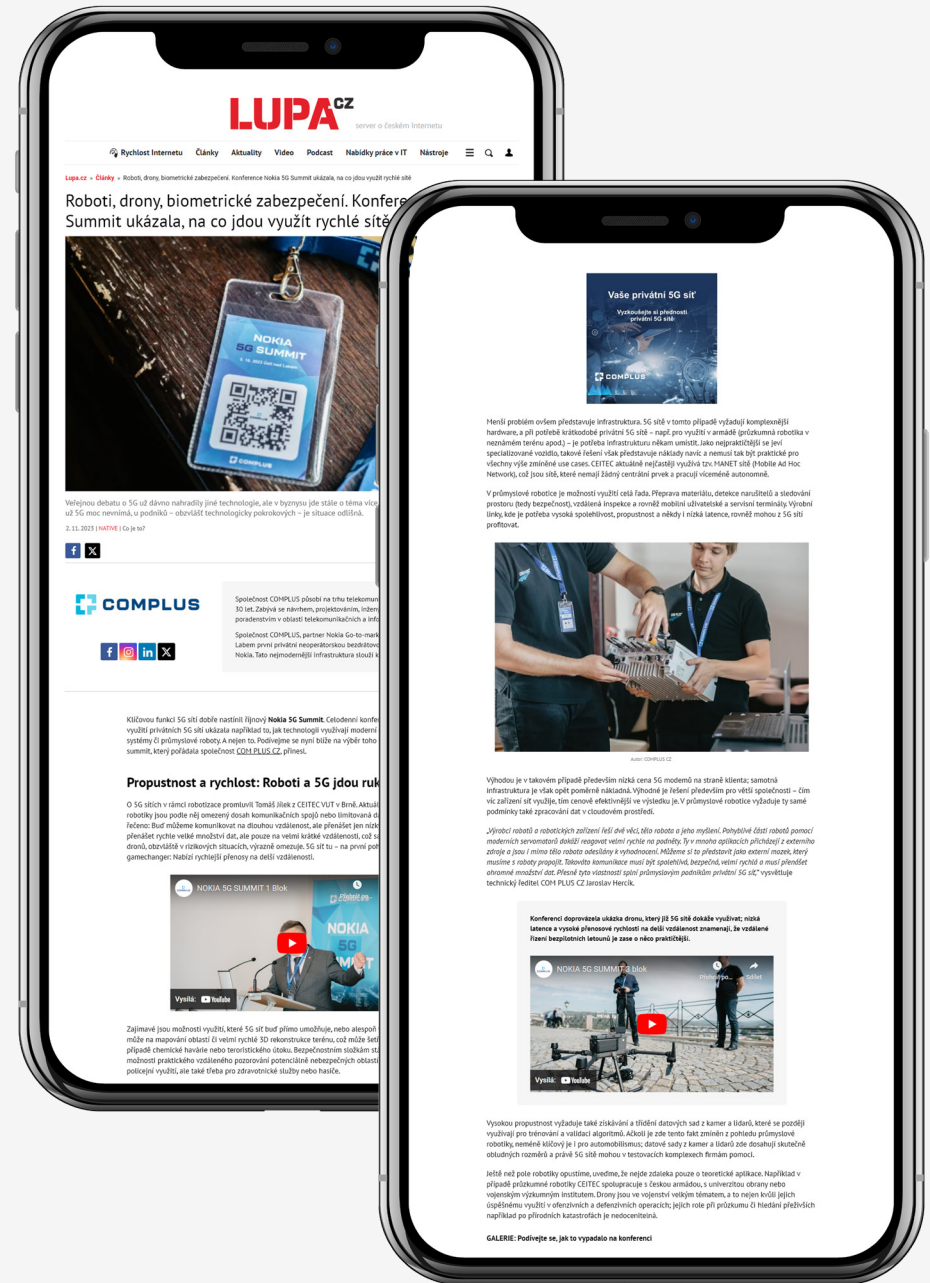 LUPA.CZ
server o českém Internetu
Rychlost Internetu Články Aktuality Video Podcast Nabídky práce v IT Nástroje
Lupa.cz » Články » Roboti, drony, biometrické zabezpečení. Konference Nokia 5G Summit ukázala, na co jdou využít rychlé sítě
Roboti, drony, biometrické zabezpečení. Konfere
Summit ukázala, na co jdou využít rychlé sítě
NOKIA
5G SUMMIT
COMPLUS
Veřejnou debatu o 5G už dávno nahradily jiné technologie, ale v byznysu jde stále o téma více
už 5G moc nevnímá, u podniků – obzvlášť technologicky pokrokových – je situace odlišná.
2. 11. 2023 | NATIVE | Co je to?
COMPLUS
Společnost COMPLUS působí na trhu telekomun
30 let. Zabývá se návrhem, projektováním, inžený
poradenstvím v oblasti telekomunikačních a info
Společnost COMPLUS, partner Nokia Go-to-mark
Labem první privátní neoperátorskou bezdrátovo
Nokia. Tato nejmodernější infrastruktura slouží k
Klíčovou funkci 5G sítí dobře nastínil říjnový Nokia 5G Summit. Celodenní konfer
využití privátních 5G sítí ukázala například to, jak technologii využívají moderní
systémy či průmyslové roboty. A nejen to. Podívejme se nyní blíže na výběr toho
summit, který pořádala společnost COM PLUS CZ, přinesl.
Propustnost a rychlost: Roboti a 5G jdou ruk
O 5G sítích v rámci robotizace promluvil Tomáš Jílek z CEITEC VUT v Brně. Aktuál
robotiky jsou podle něj omezený dosah komunikačních spojů nebo limitovaná da
řečeno: Buď můžeme komunikovat na dlouhou vzdálenost, ale přenášet jen nízk
přenášet rychle velké množství dat, ale pouze na velmi krátké vzdálenosti, což sa
dronů, obzvláště v rizikových situacích, výrazně omezuje. 5G síť tu – na první poh
gamechanger: Nabízí rychlejší přenosy na delší vzdálenosti.
NOKIA 5G SUMMIT 1 Blok
Přehrát po...
NOKIA
5G
Vysílá: YouTube
Zajímavé jsou možnosti využití, které 5G síť buď přímo umožňuje, nebo alespoň
může na mapování oblastí či velmi rychlé 3D rekonstrukce terénu, což může šetř
případě chemické havárie nebo teroristického útoku. Bezpečnostním složkám stá
možnosti praktického vzdáleného pozorování potenciálně nebezpečných oblastí
policejní využití, ale také třeba pro zdravotnické služby nebo hasiče.
Vaše privátní 5G síť
Vyzkoušejte si přednosti
privátní 5G sítě
COMPLUS
Menší problém ovšem představuje infrastruktura. 5G sítě v tomto případě vyžadují komplexnější
hardware, a při potřebě krátkodobé privátní 5G sítě – např. pro využití v armádě (průzkumná robotika v
neznámém terénu apod.) – je potřeba infrastrukturu někam umístit. Jako nejpraktičtější se jeví
specializované vozidlo, takové řešení však představuje náklady navíc a nemusí tak být praktické pro
všechny výše zmíněné use cases. CEITEC aktuálně nejčastěji využívá tzv. MANET sítě (Mobile Ad Hoc
Network), což jsou sítě, které nemají žádný centrální prvek a pracují víceméně autonomně.
V průmyslové robotice je možností využití celá řada. Přeprava materiálu, detekce narušitelů a sledování
prostoru (tedy bezpečnost), vzdálená inspekce a rovněž mobilní uživatelské a servisní terminály. Výrobní
linky, kde je potřeba vysoká spolehlivost, propustnost a někdy i nízká latence, rovněž mohou z 5G sítí
profitovat.
Autor: COMPLUS CZ
Výhodou je v takovém případě především nízká cena 5G modemů na straně klienta; samotná
infrastruktura je však opět poměrně nákladná. Výhodné je řešení především pro větší společnosti – čím
víc zařízení síť využije, tím cenově efektivnější ve výsledku je. V průmyslové robotice vyžaduje ty samé
podmínky také zpracování dat v cloudovém prostředí.
„Výrobci robotů a robotických zařízení řeší dvě věci, tělo robota a jeho myšlení. Pohyblivé části robotů pomocí
moderních servomotorů dokáží reagovat velmi rychle na podněty. Ty v mnoha aplikacích přicházejí z externího
zdroje a jsou i mimo tělo robota odesílány k vyhodnocení. Můžeme si to představit jako externí mozek, který
musíme s roboty propojit. Takováto komunikace musí být spolehlivá, bezpečná, velmi rychlá a musí přenášet
ohromné množství dat. Přesně tyto vlastnosti splní průmyslovým podnikům privátní 5G síť,“ vysvětluje
technický ředitel COM PLUS CZ Jaroslav Hercík.
Konferenci doprovázela ukázka dronu, který již 5G sítě dokáže využívat; nízká
latence a vysoké přenosové rychlosti na delší vzdálenost znamenají, že vzdálené
řízení bezpilotních letounů je zase o něco praktičtější.
NOKIA 5G SUMMIT 3 blok
Přehrát po... Sdílet
Vysílá: YouTube
Vysokou propustnost vyžaduje také získávání a třídění datových sad z kamer a lidarů, které se později
využívají pro trénování a validaci algoritmů. Ačkoli je zde tento fakt zmíněn z pohledu průmyslové
robotiky, neméně klíčový je i pro automobilismus; datové sady z kamer a lidarů zde dosahují skutečně
obludných rozměrů a právě 5G sítě mohou v testovacích komplexech firmám pomoci.
Ještě než pole robotiky opustíme, uveďme, že nejde zdaleka pouze o teoretické aplikace. Například v
případě průzkumné robotiky CEITEC spolupracuje s českou armádou, s univerzitou obrany nebo
vojenským výzkumným institutem. Drony jsou ve vojenství velkým tématem, a to nejen kvůli jejich
úspěšnému využití v ofenzivních a defenzivních operacích; jejich role při průzkumu či hledání přeživších
například po přírodních katastrofách je nedocenitelná.
GALERIE: Podívejte se, jak to vypadalo na konferenci